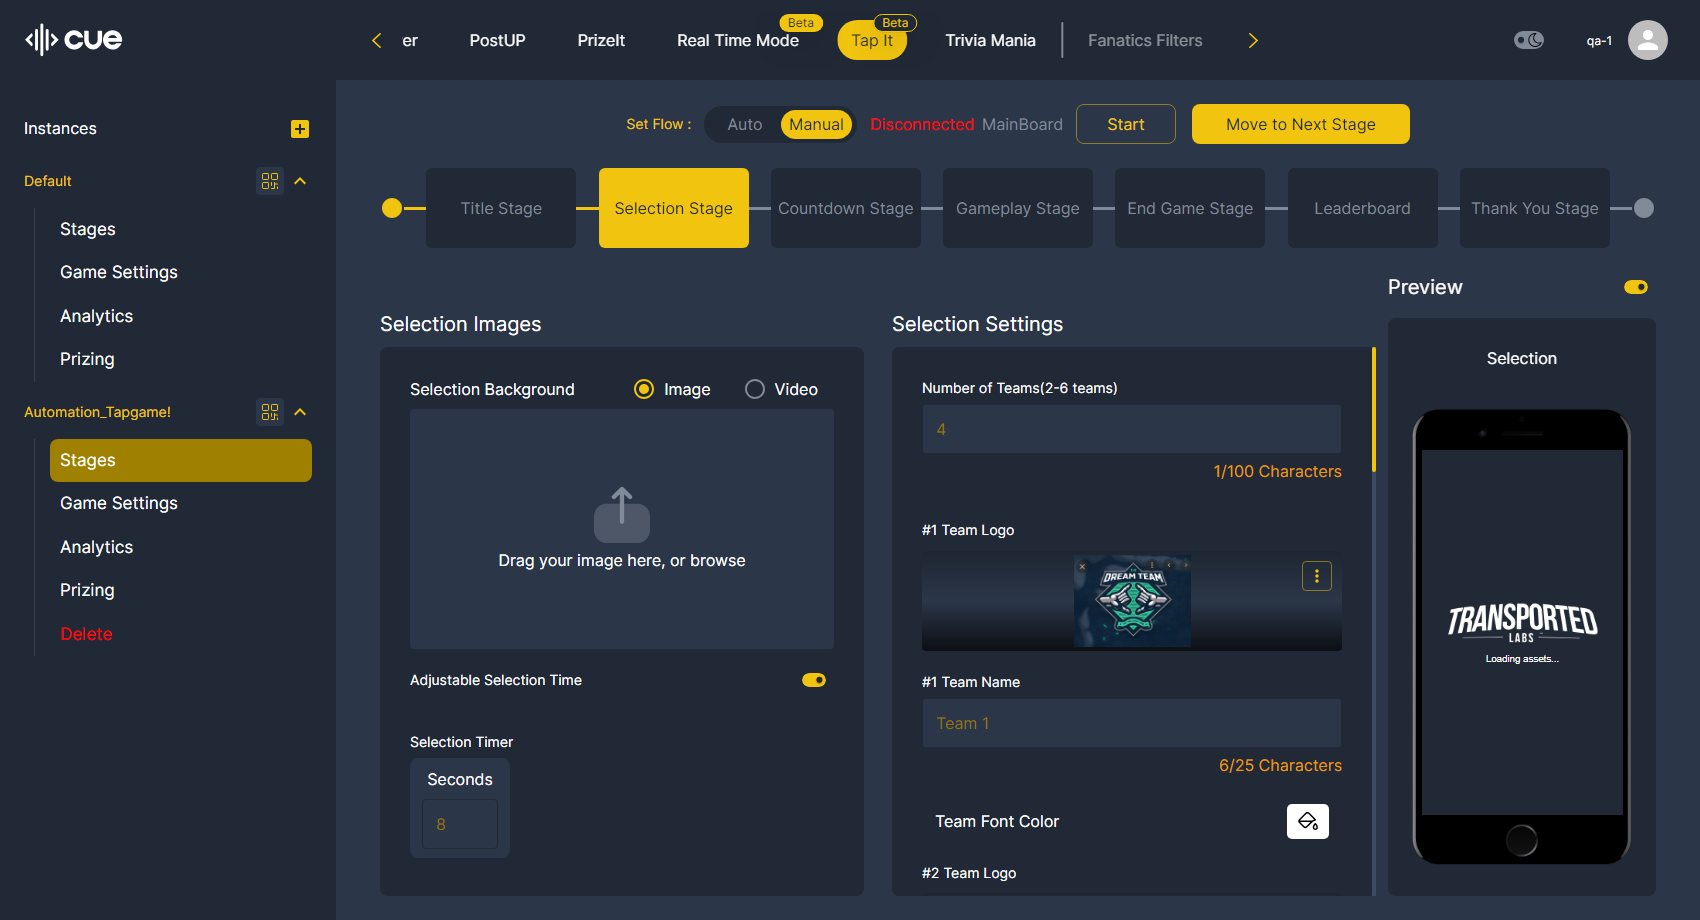 cue
er
PostUP
PrizeIt
Real Time Mode
Beta
Tap It
Beta
Trivia Mania
Fanatics Filters
qa-1
Instances
Default
Stages
Game Settings
Analytics
Prizing
Automation_Tapgame!
Stages
Game Settings
Analytics
Prizing
Delete
Set Flow :
Auto
Manual
Disconnected MainBoard
Start
Move to Next Stage
Title Stage
Selection Stage
Countdown Stage
Gameplay Stage
End Game Stage
Leaderboard
Thank You Stage
Selection Images
Selection Background
Image
Video
Drag your image here, or browse
Adjustable Selection Time
Selection Timer
Seconds
8
Selection Settings
Number of Teams(2-6 teams)
4
1/100 Characters
#1 Team Logo
DREAM TEAM
#1 Team Name
Team 1
6/25 Characters
Team Font Color
#2 Team Logo
Preview
Selection
TRANSPORTED
LABS
Loading assets...